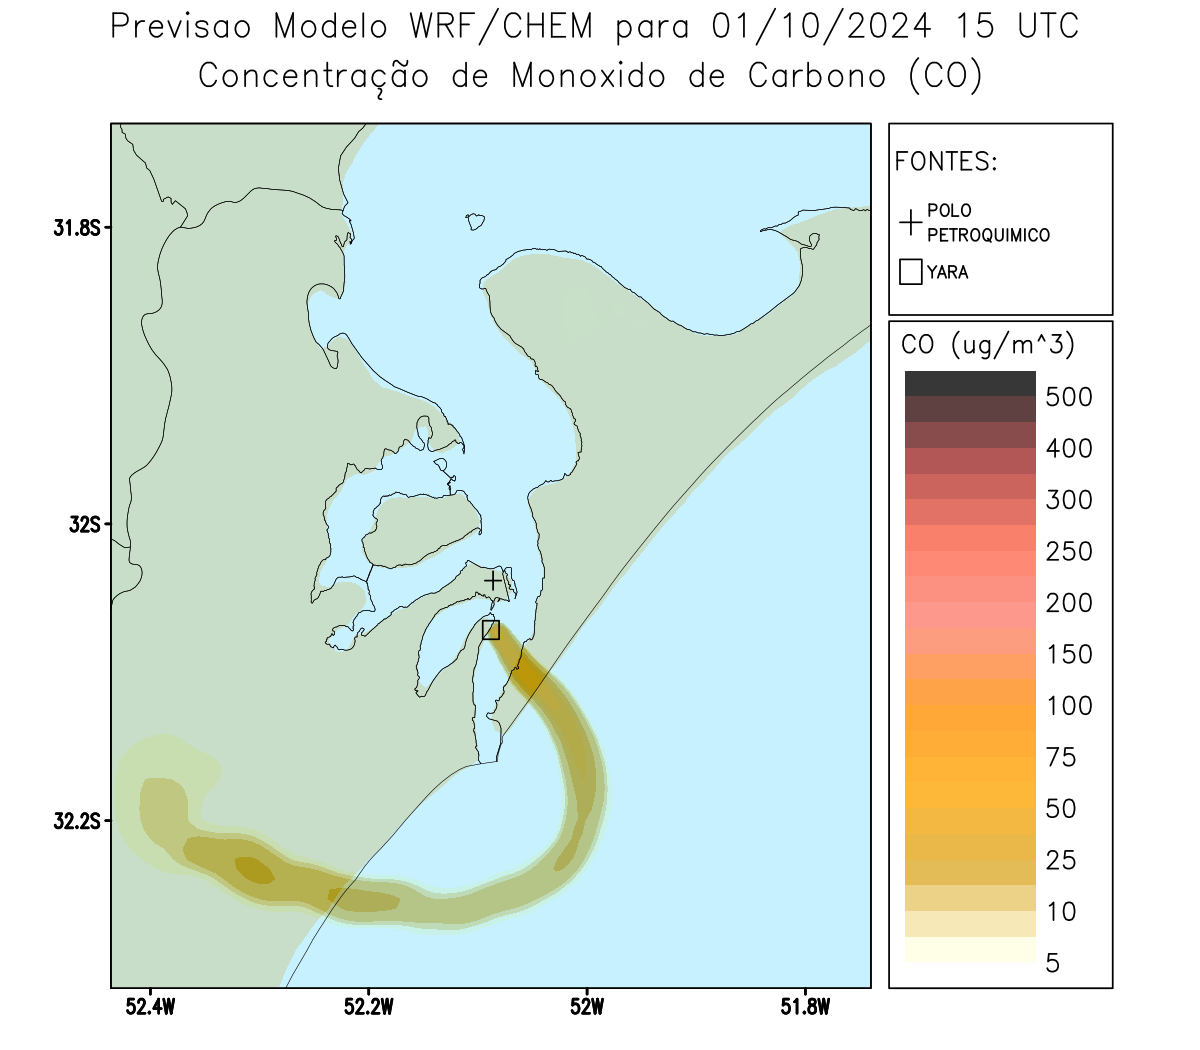 Previsao Modelo WRF/CHEM para 01/10/2024 15 UTC
Concentração de Monoxido de Carbono (CO)
FONTES:
POLO
PETROQUIMICO
YARA
CO (ug/m^3)
500
400
300
250
200
150
100
75
50
25
10
5
31.8S
32S
32.2S
52.4W
52.2W
52W
51.8W